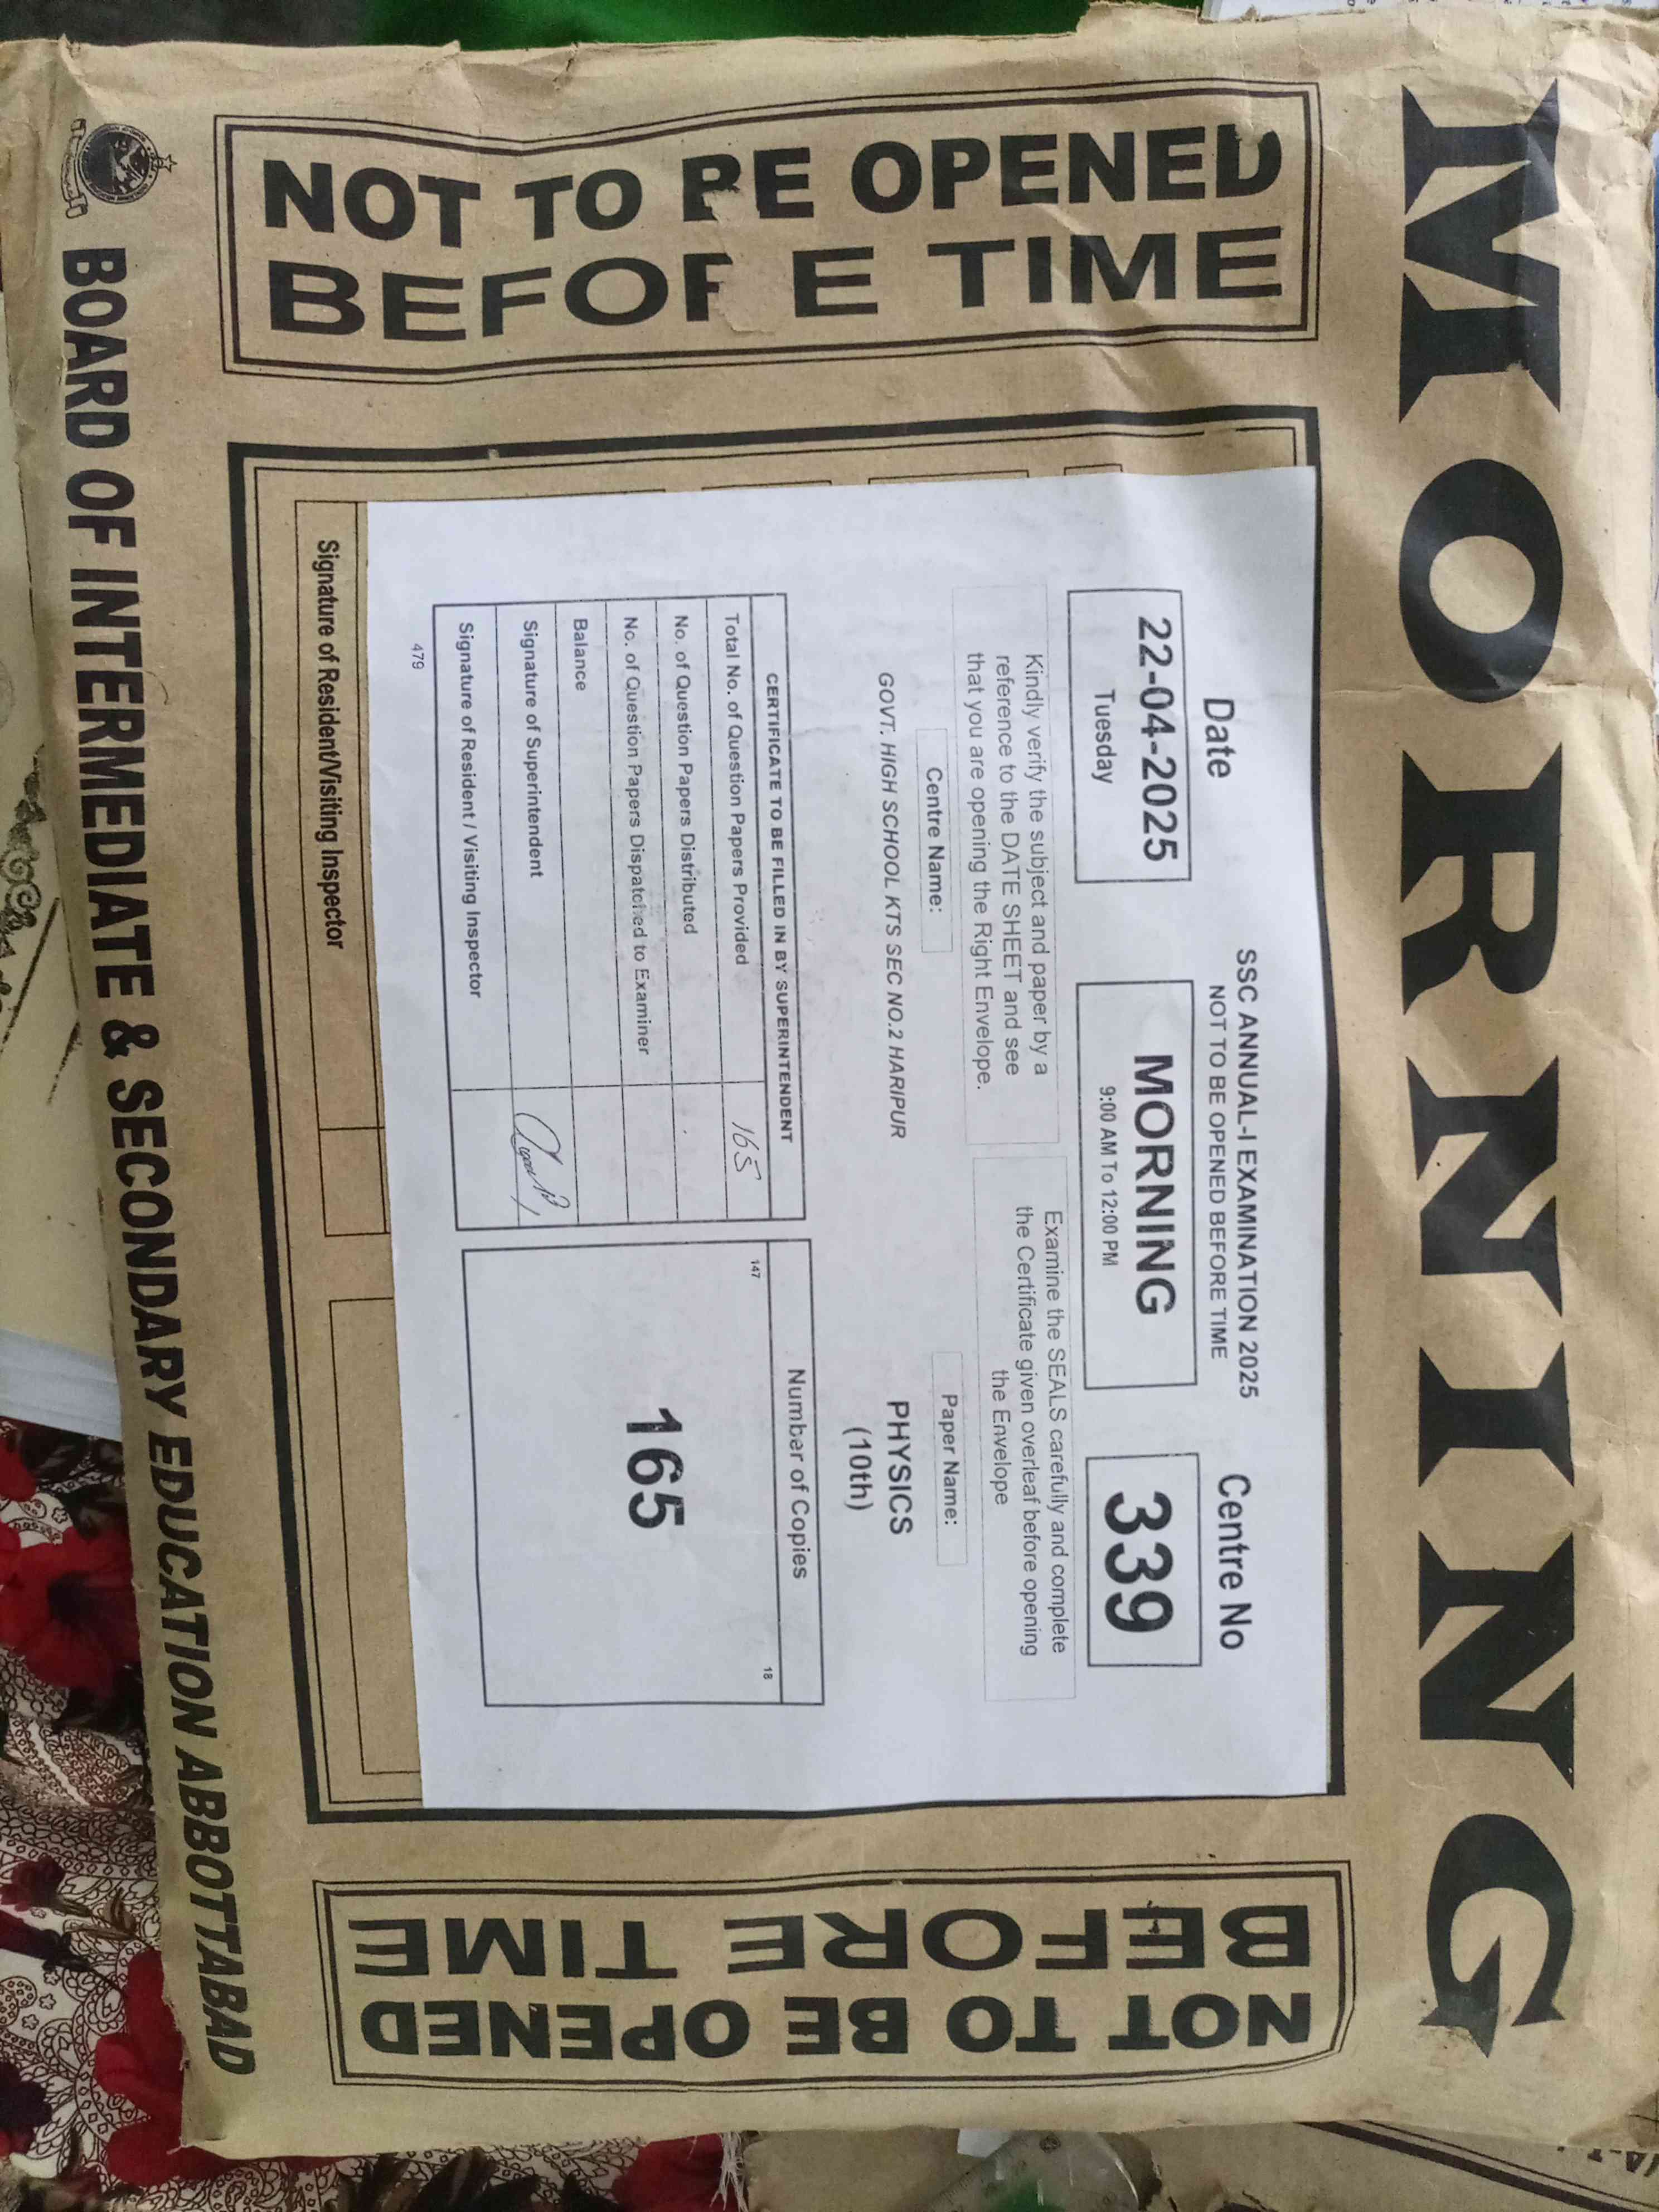 MORNING
NOT TO BE OPENED
BEFORE TIME
Date
22-04-2025
Tuesday
SSC ANNUAL-I EXAMINATION 2025
NOT TO BE OPENED BEFORE TIME
MORNING
9:00 AM To 12:00 PM
Centre No
339
Kindly verify the subject and paper by a
reference to the DATE SHEET and see
that you are opening the Right Envelope.
Examine the SEALS carefully and complete
the Certificate given overleaf before opening
the Envelope
Centre Name:
GOVT. HIGH SCHOOL KTS SEC NO.2 HARIPUR
Paper Name:
PHYSICS
(10th)
CERTIFICATE TO BE FILLED IN BY SUPERINTENDENT
Total No. of Question Papers Provided 165
No. of Question Papers Distributed
No. of Question Papers Dispatched to Examiner
Balance
Signature of Superintendent
Signature of Resident / Visiting Inspector
479
Number of Copies
147 18
165
Signature of Resident/Visiting Inspector
NOT TO BE OPENED
BEFORE TIME
BOARD OF INTERMEDIATE & SECONDARY EDUCATION ABBOTTABAD